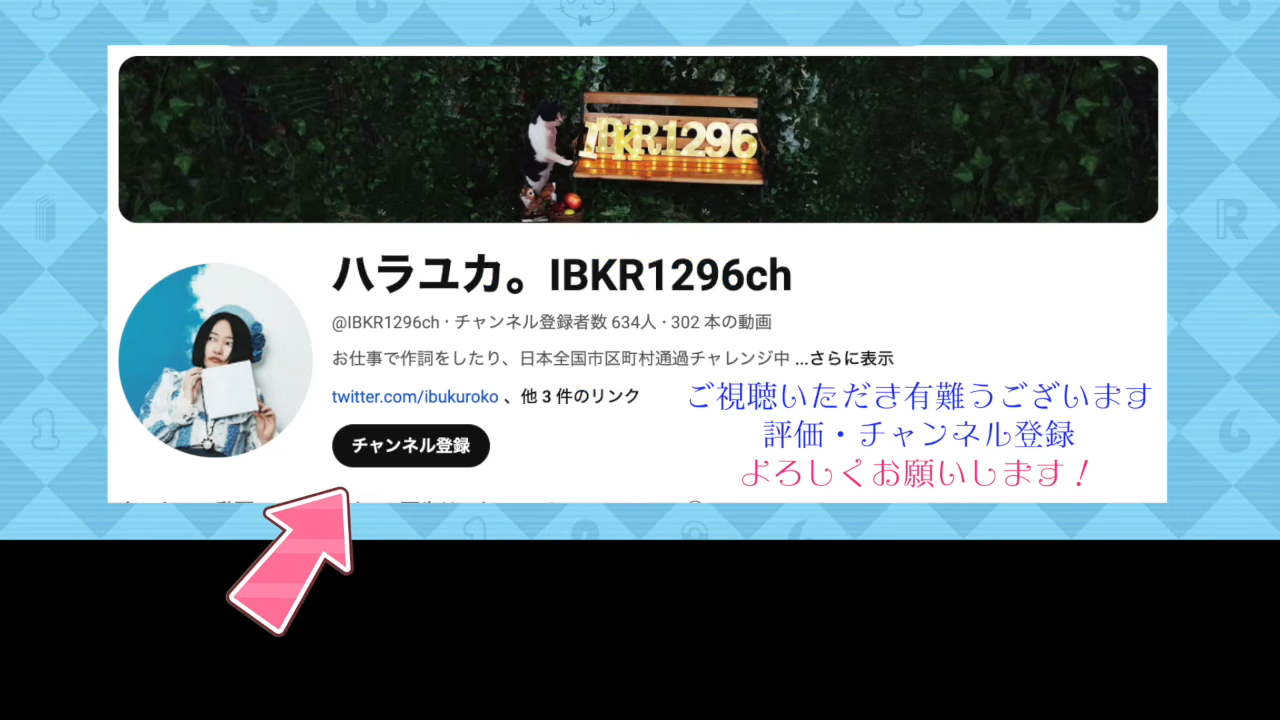 IBKR1296
ハラユカ。IBKR1296ch
@IBKR1296ch · チャンネル登録者数 634人 · 302 本の動画
お仕事で作詞をしたり、日本全国市区町村通過チャレンジ中 ...さらに表示
twitter.com/ibukuroko 、他 3 件のリンク
チャンネル登録
ご視聴いただき有難うございます
評価・チャンネル登録
よろしくお願いします！